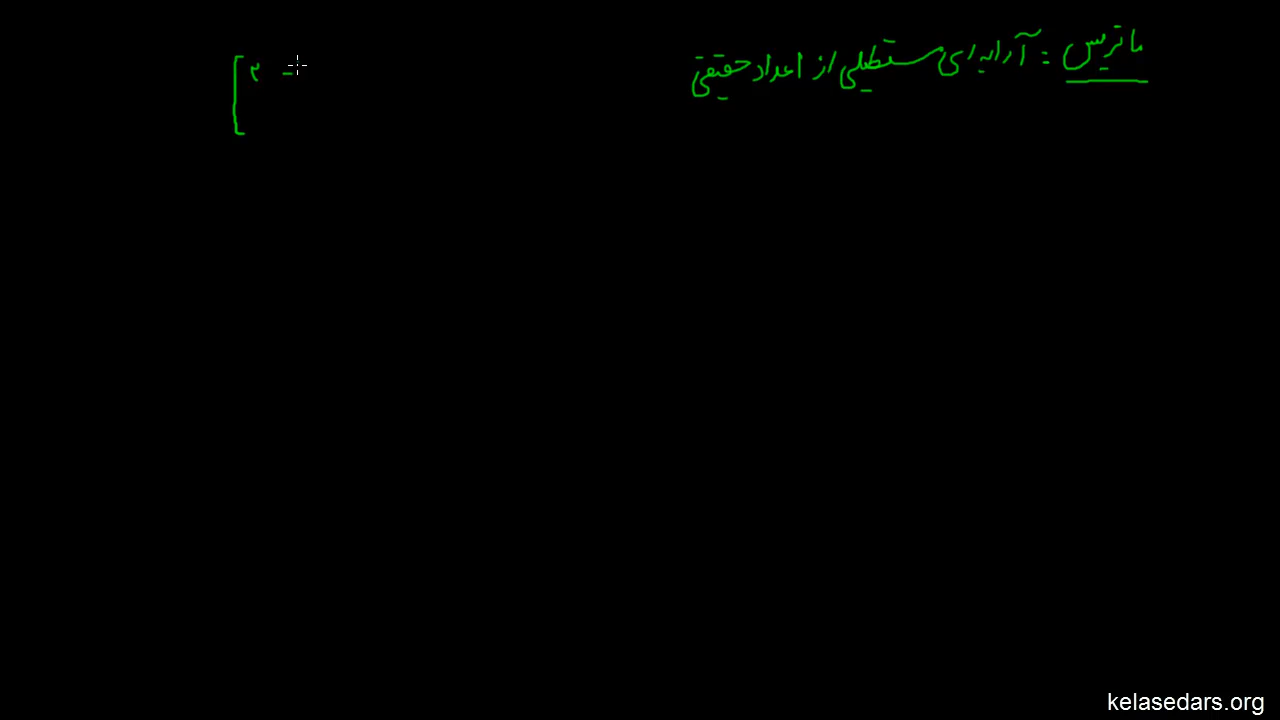 ماتریس : آرایه ای مستطیلی از اعداد حقیقی
[۲ -
kelasedars.org